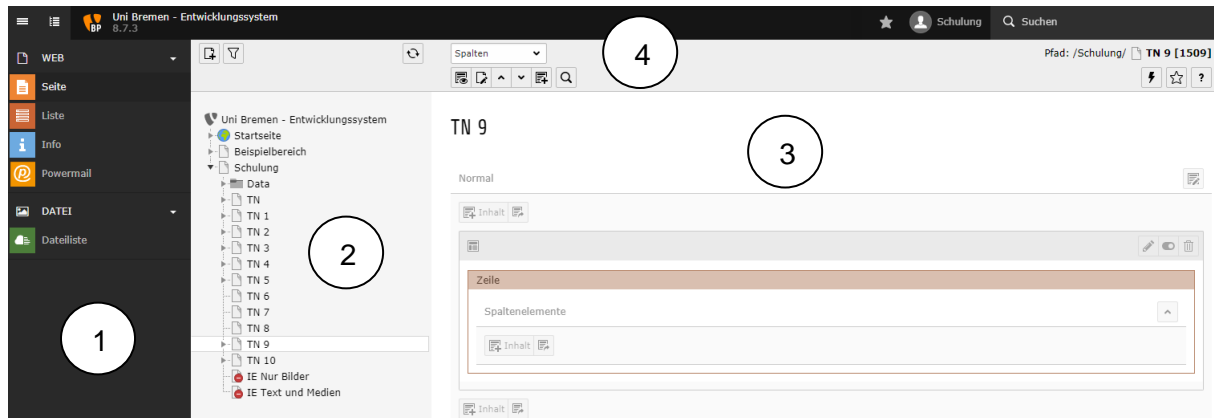 Uni Bremen - Entwicklungssystem
8.7.3
BP
Schulung
Suchen
WEB
Seite
Liste
Info
Powermail
DATEI
Dateiliste
1
Uni Bremen - Entwicklungssystem
Startseite
Beispielbereich
Schulung
Data
TN
TN 1
TN 2
TN 3
TN 4
TN 5
TN 6
TN 7
TN 8
TN 9
TN 10
IE Nur Bilder
IE Text und Medien
2
Spalten
4
Pfad: /Schulung/ TN 9 [1509]
?
TN 9
3
Normal
Inhalt
Zeile
Spaltenelemente
Inhalt
Inhalt